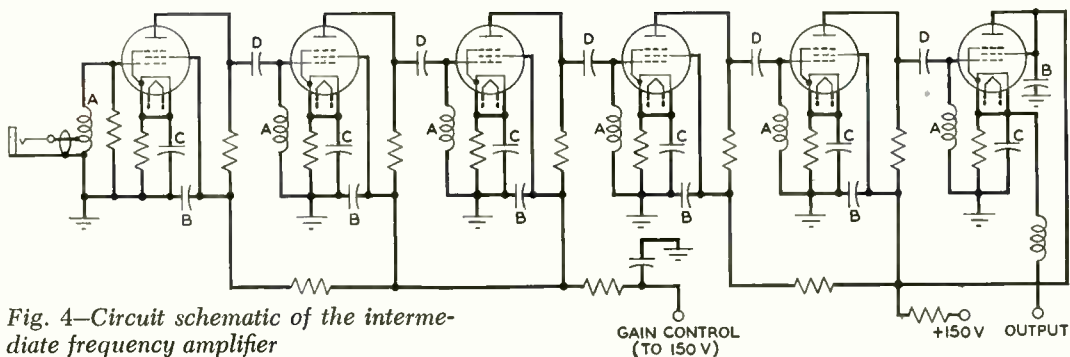 D D D D D
A A A A A A
C C C C C C
B B B B B B
GAIN CONTROL
(TO 150 V)
+150 V
OUTPUT
Fig. 4—Circuit schematic of the interme-
diate frequency amplifier